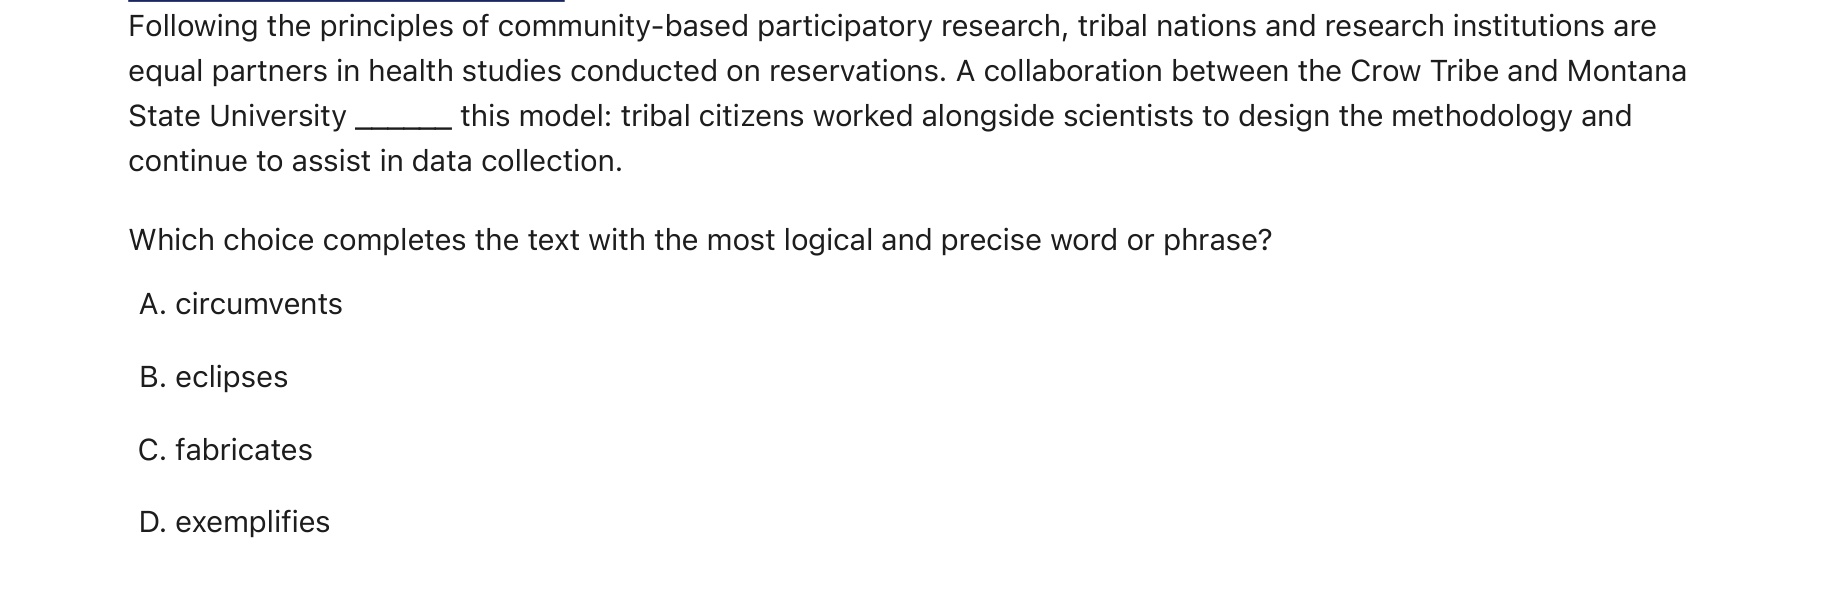 Following the principles of community-based participatory research, tribal nations and research institutions are
equal partners in health studies conducted on reservations. A collaboration between the Crow Tribe and Montana
State University ______ this model: tribal citizens worked alongside scientists to design the methodology and
continue to assist in data collection.
Which choice completes the text with the most logical and precise word or phrase?
A. circumvents
B. eclipses
C. fabricates
D. exemplifies